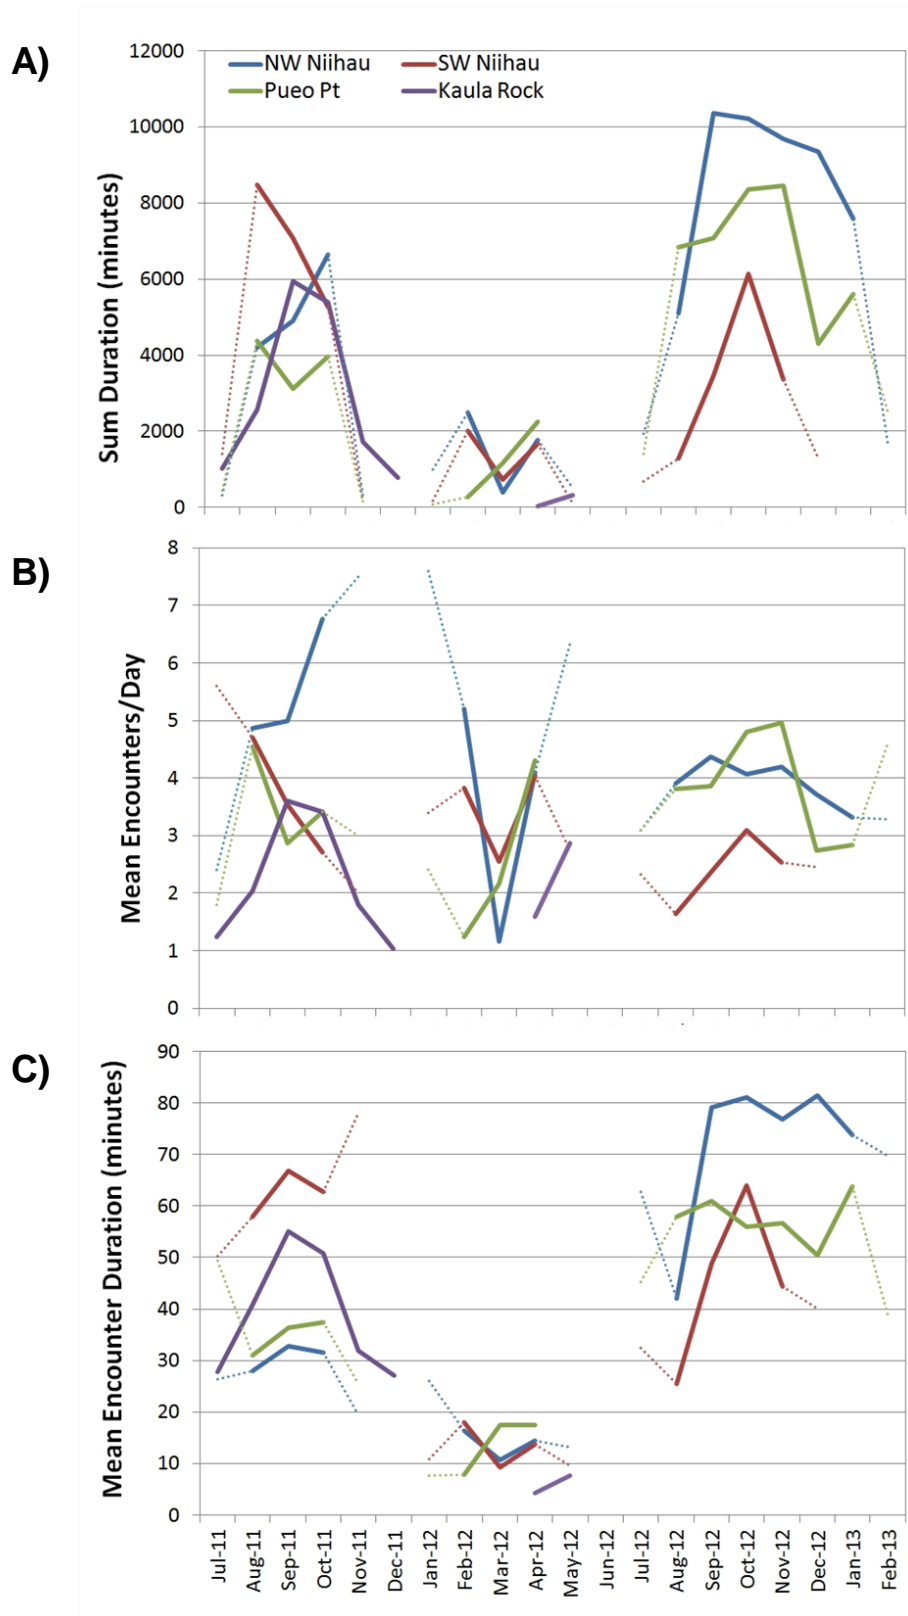 A)
12000
NW Niihau SW Niihau
Pueo Pt Kaula Rock
10000
8000
6000
4000
2000
0
Sum Duration (minutes)
B)
8
7
6
5
4
3
2
1
0
Mean Encounters/Day
C)
90
80
70
60
50
40
30
20
10
0
Mean Encounter Duration (minutes)
Jul-11
Aug-11
Sep-11
Oct-11
Nov-11
Dec-11
Jan-12
Feb-12
Mar-12
Apr-12
May-12
Jun-12
Jul-12
Aug-12
Sep-12
Oct-12
Nov-12
Dec-12
Jan-13
Feb-13